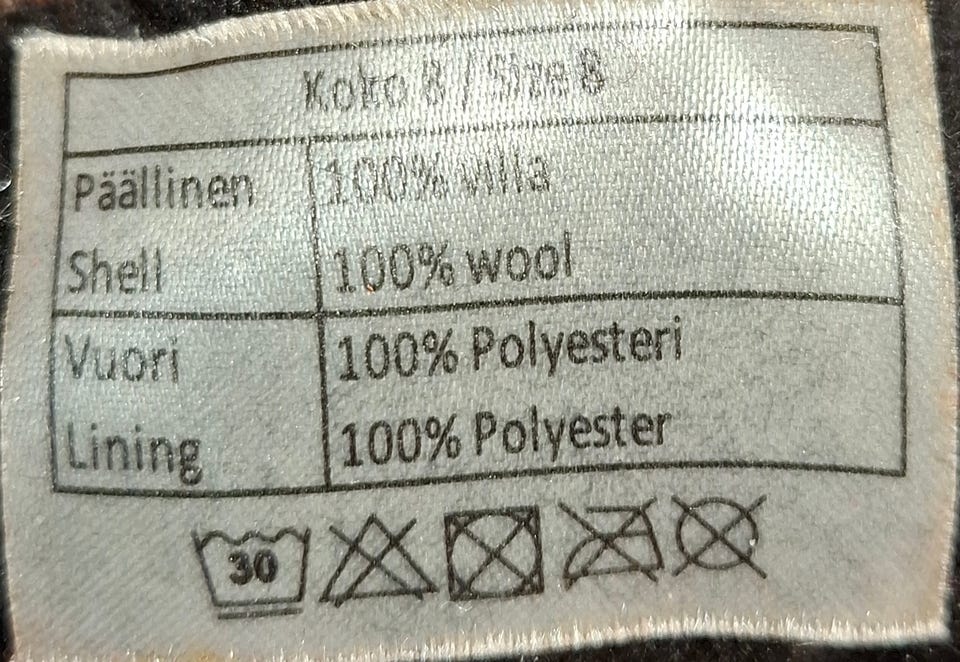 Koko 8 / Size 8
Päällinen 100% villa
Shell 100% wool
Vuori 100% Polyesteri
Lining 100% Polyester
30